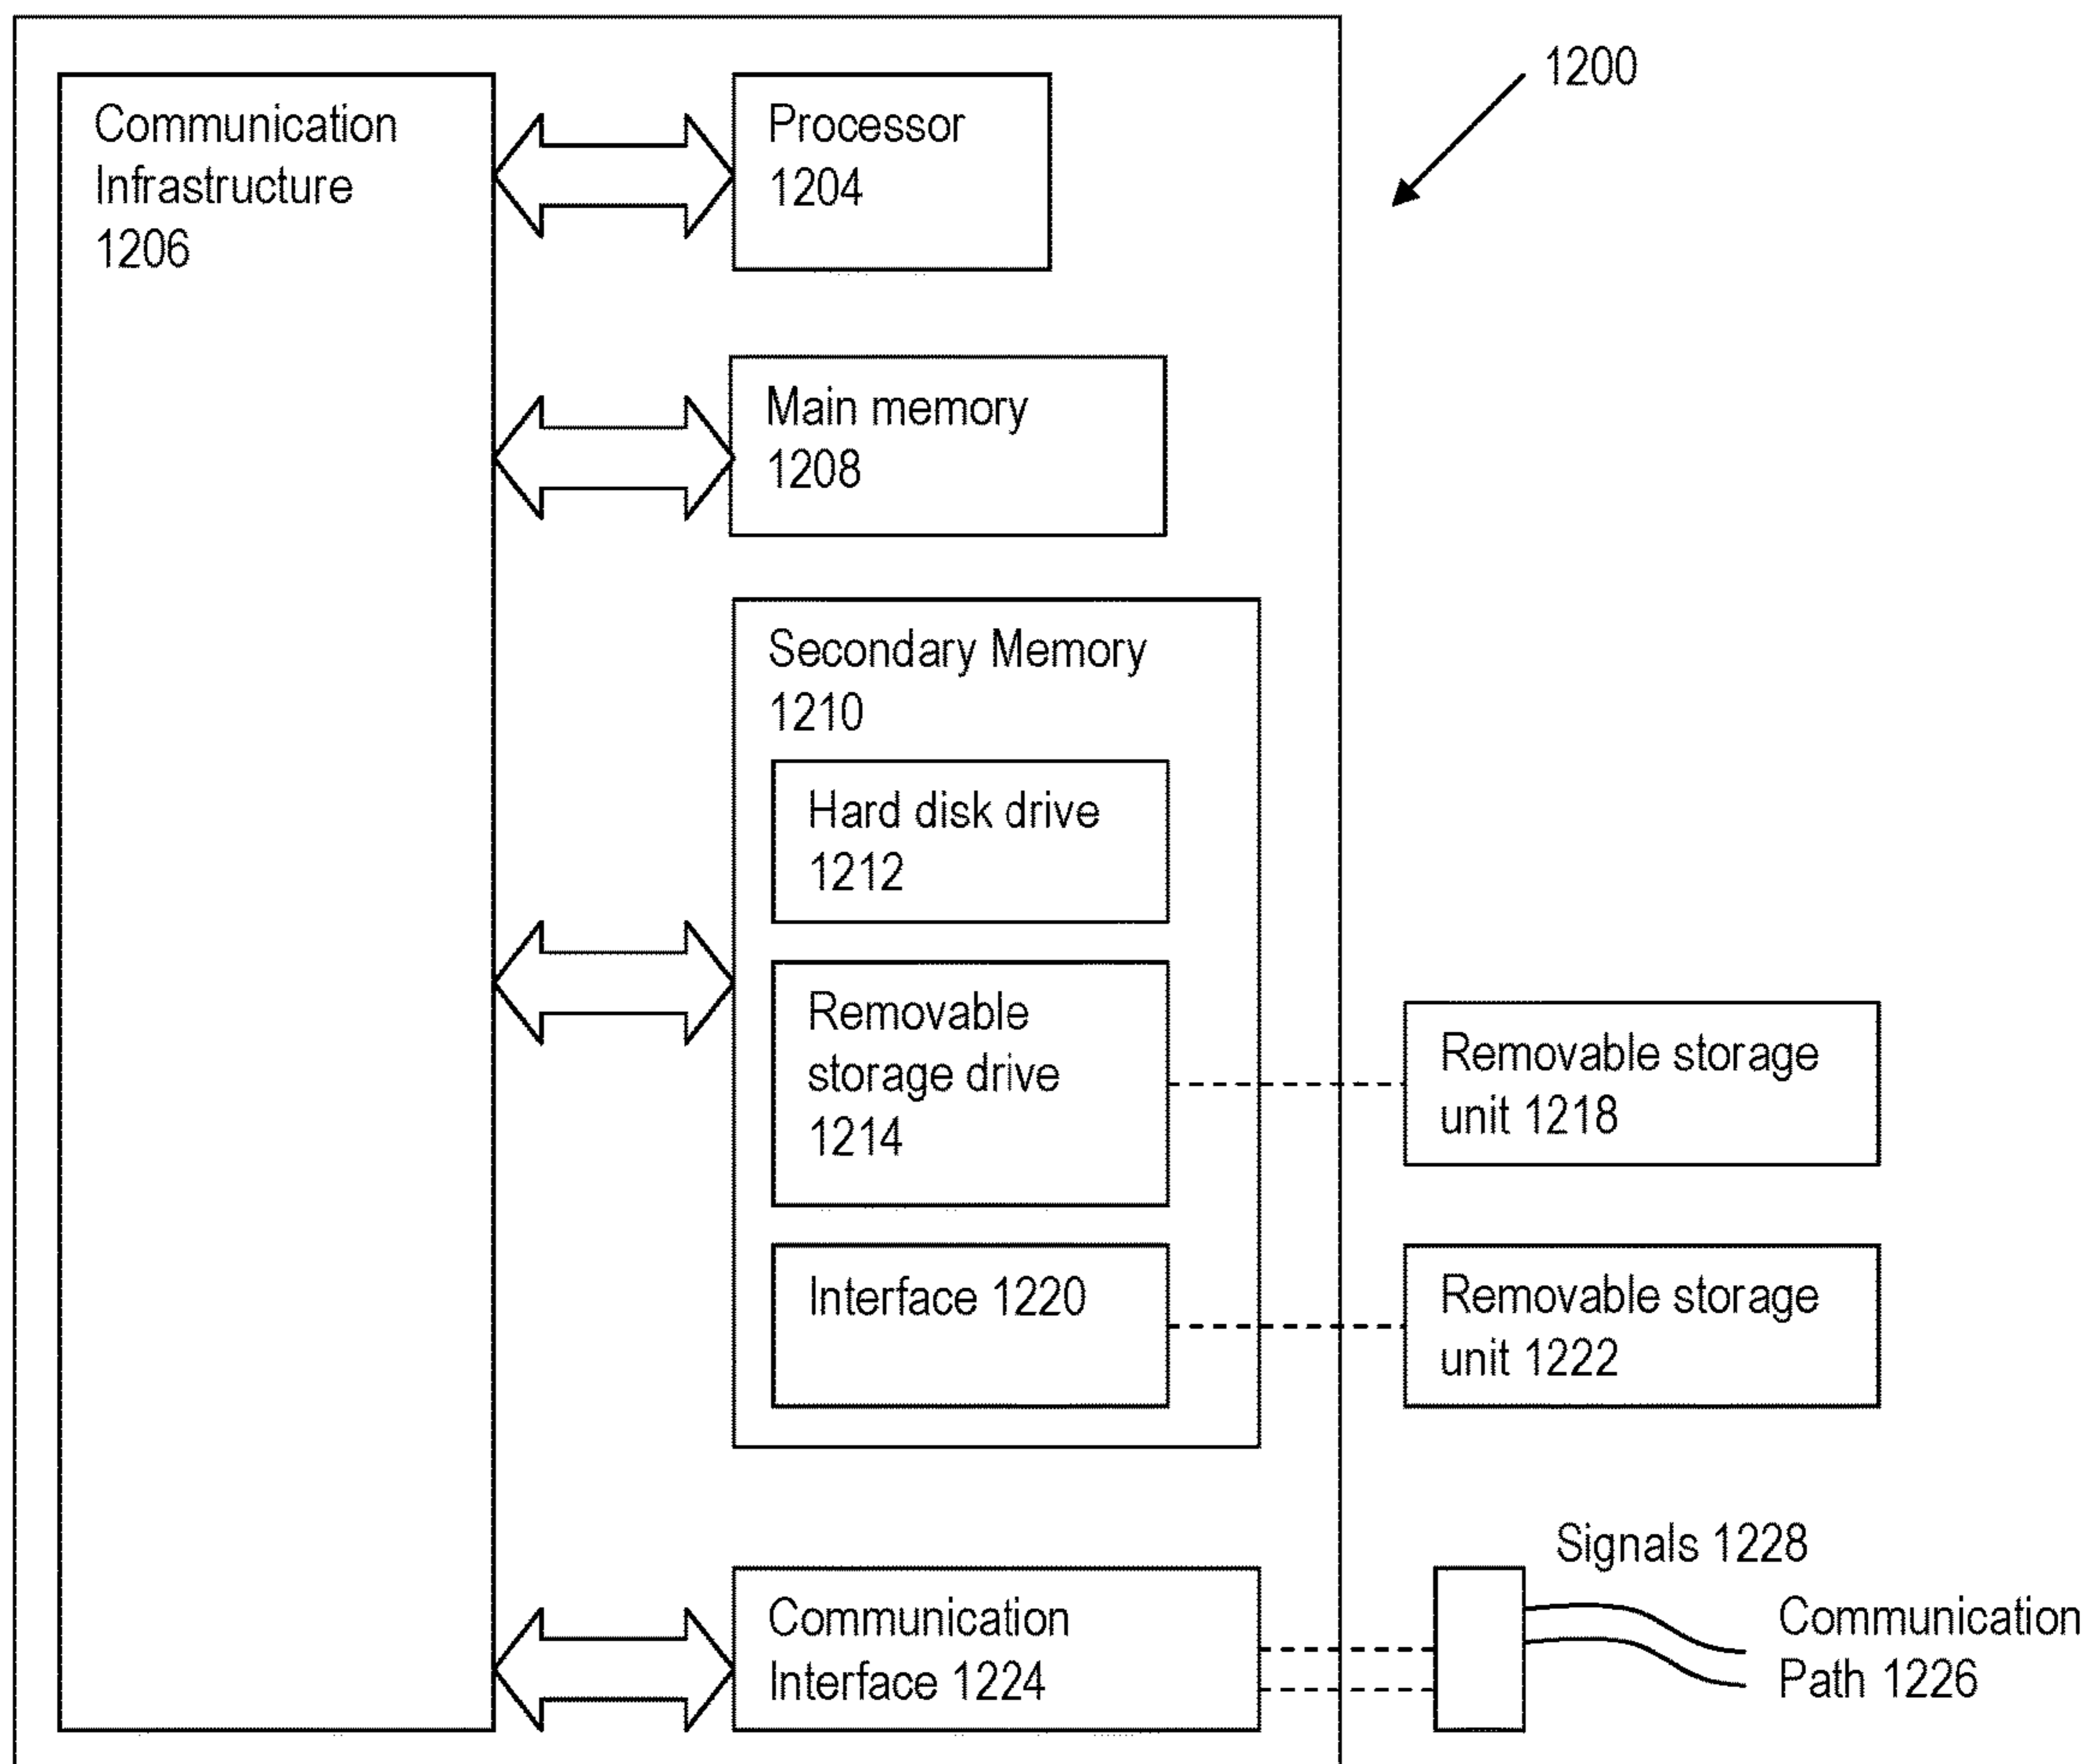 1200
Communication
Infrastructure
1206
Processor
1204
Main memory
1208
Secondary Memory
1210
Hard disk drive
1212
Removable
storage drive
1214
Removable storage
unit 1218
Interface 1220
Removable storage
unit 1222
Signals 1228
Communication
Interface 1224
Communication
Path 1226